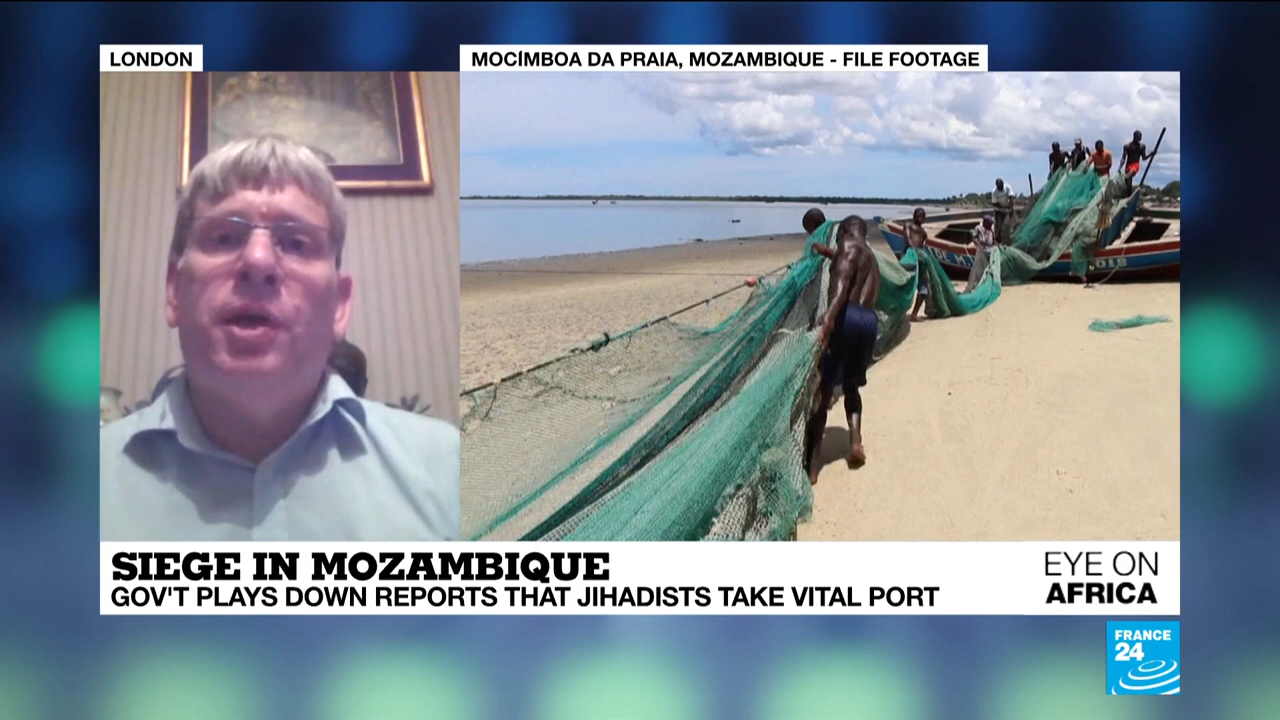 LONDON
MOCÍMBOA DA PRAIA, MOZAMBIQUE - FILE FOOTAGE
SIEGE IN MOZAMBIQUE
GOV'T PLAYS DOWN REPORTS THAT JIHADISTS TAKE VITAL PORT
EYE ON
AFRICA
FRANCE
24